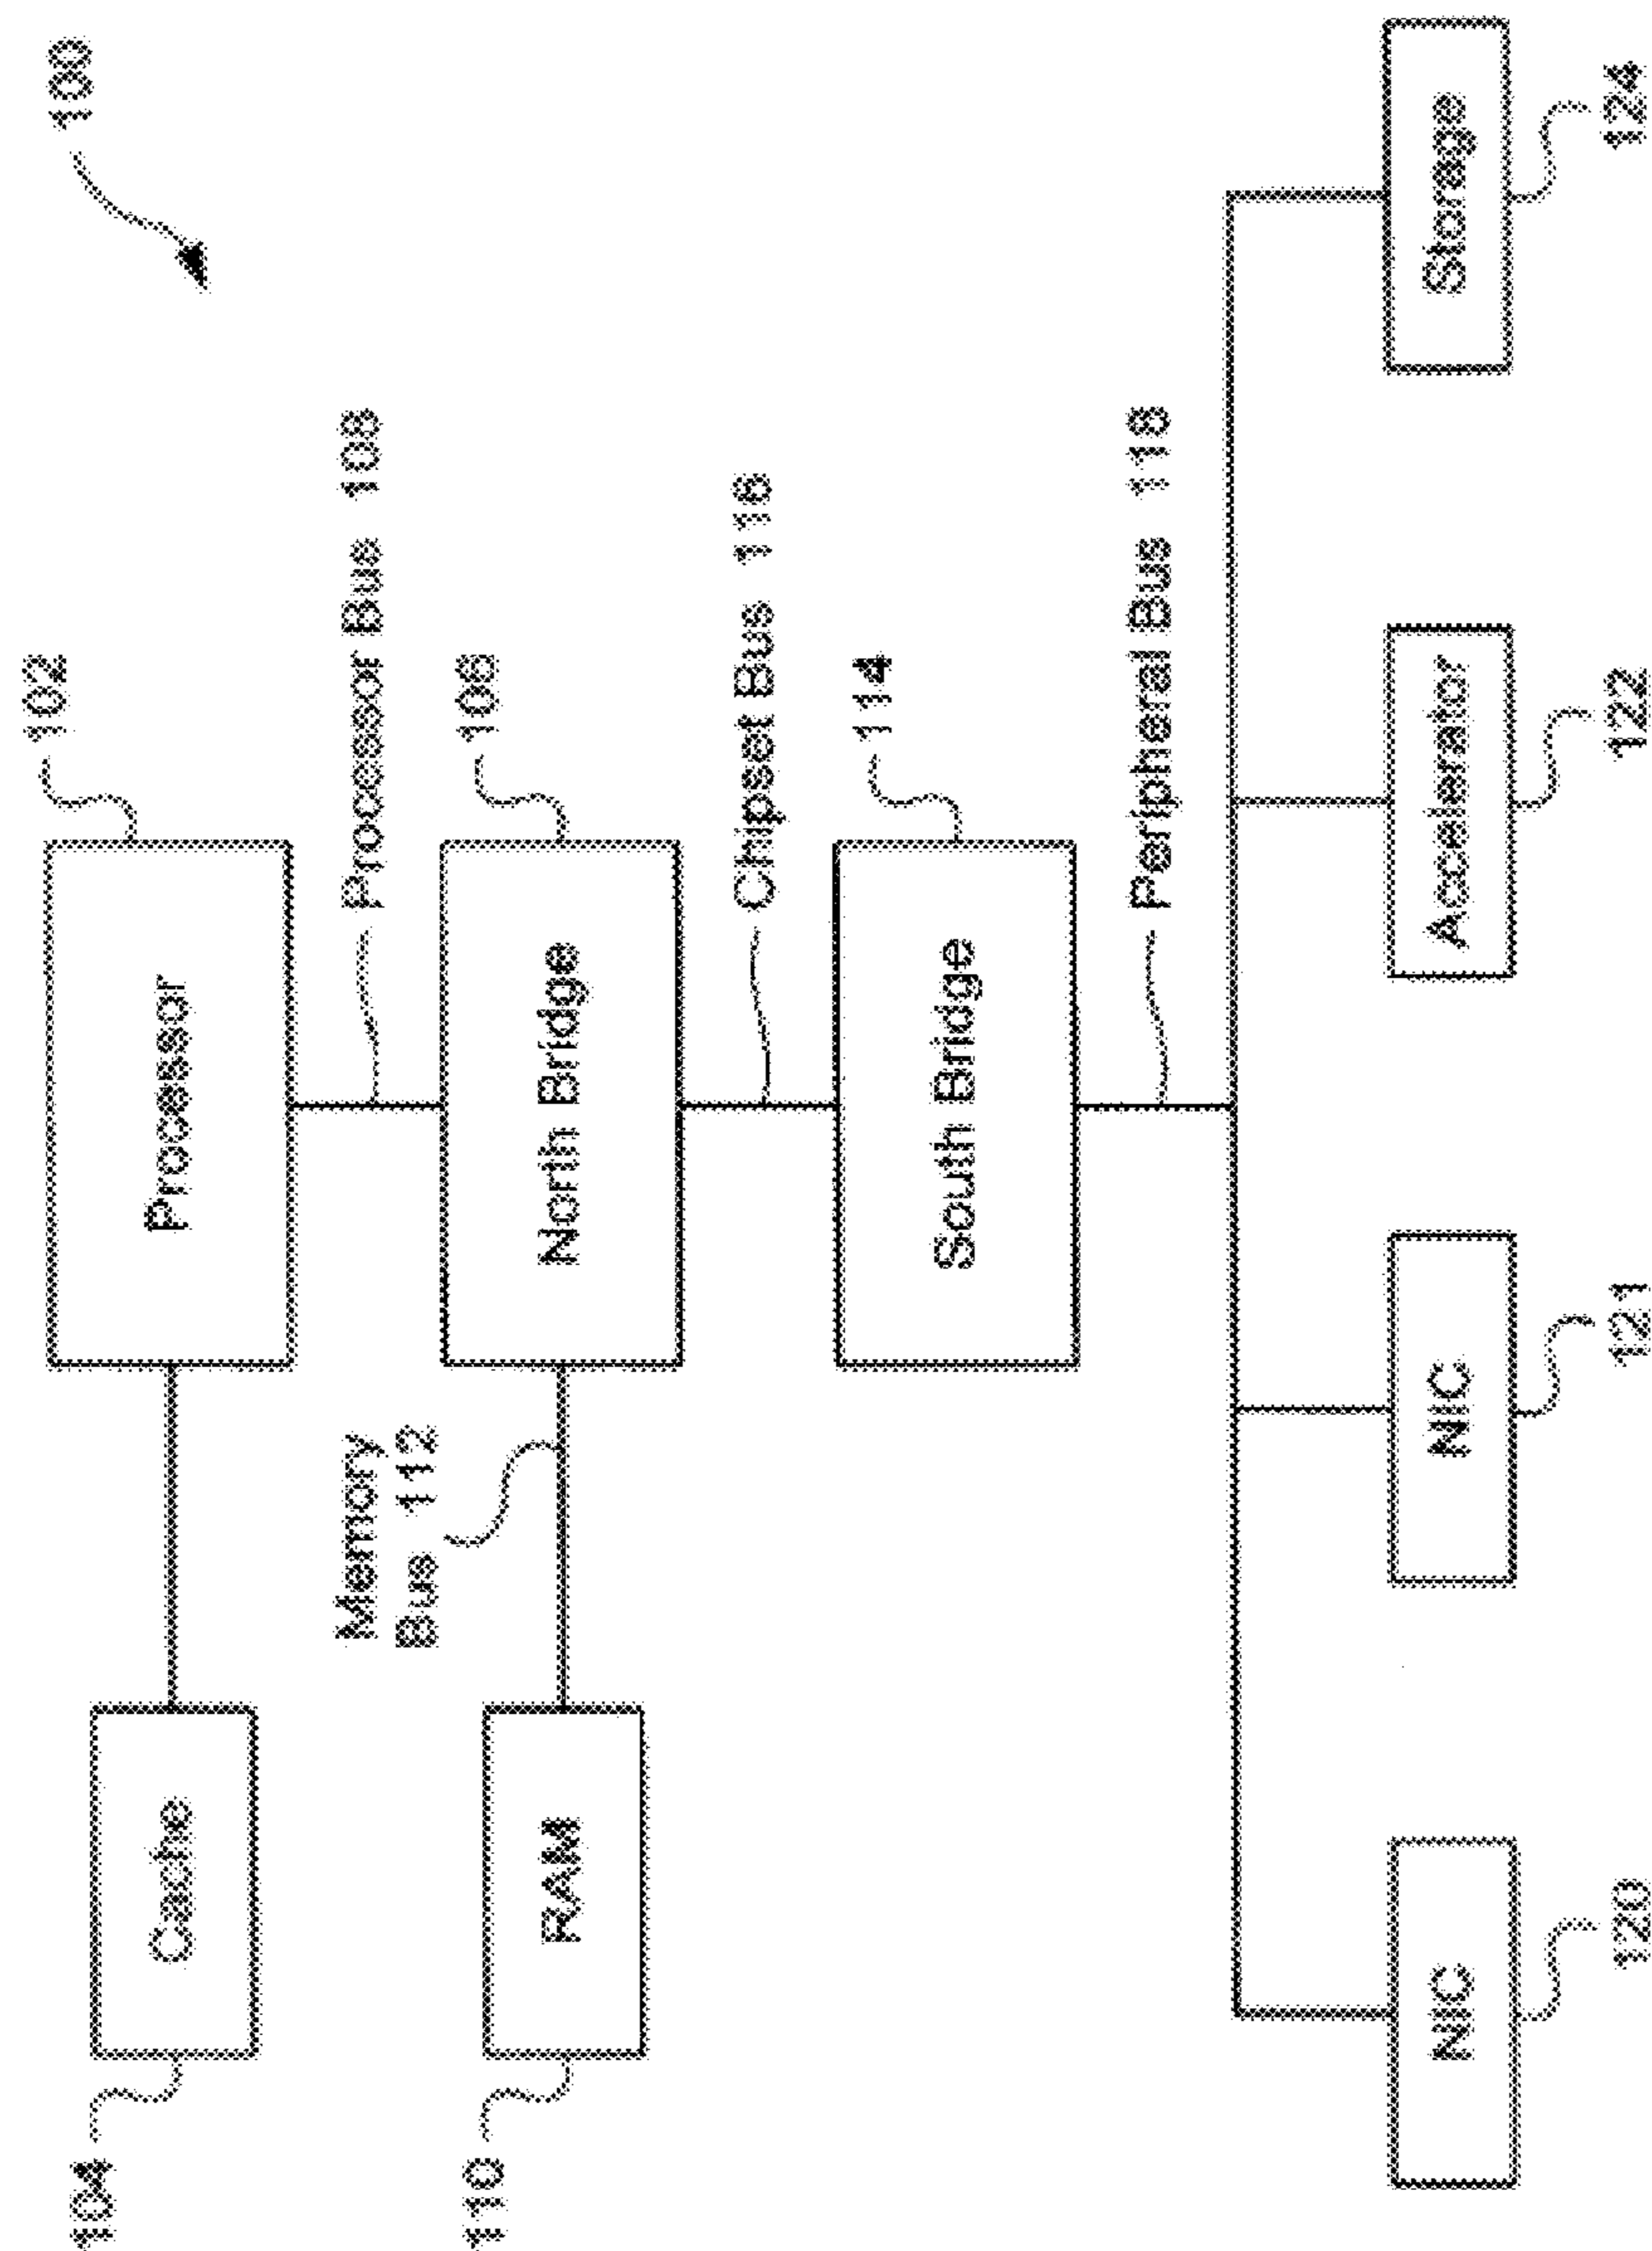 100
102
Processor
Cache
104
Processor Bus 108
106
North Bridge
Memory
Bus 112
RAM
110
Chipset Bus 116
114
South Bridge
Peripheral Bus 118
NIC
120
NIC
121
Accelerator
122
Storage
124